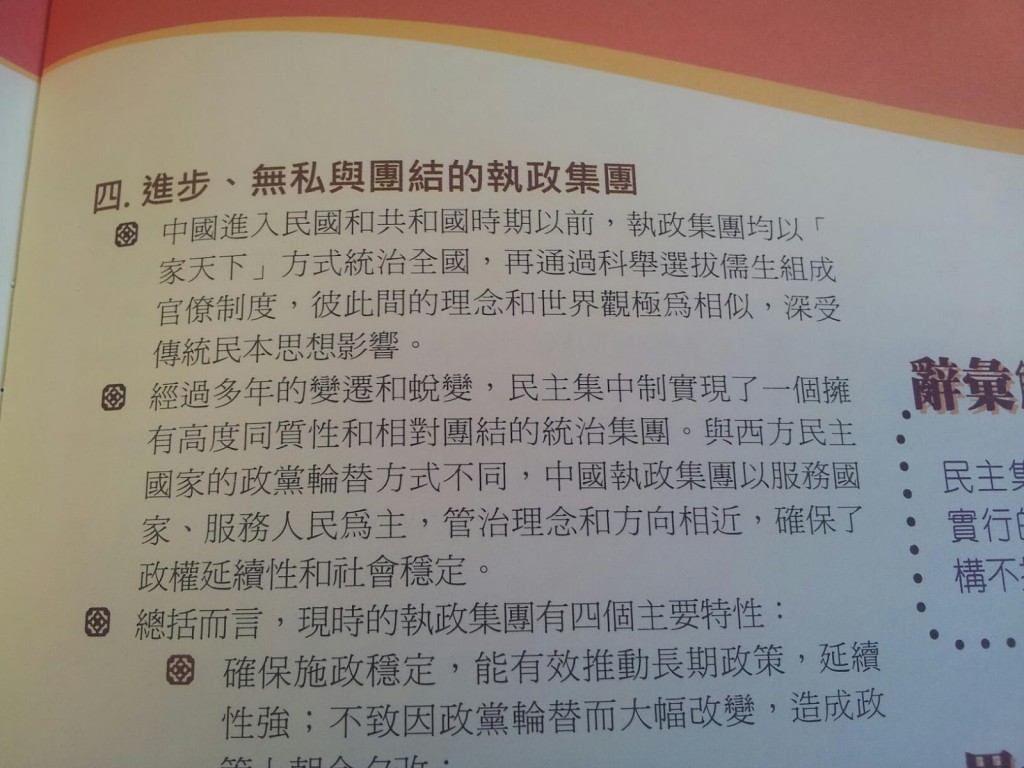 四. 進步、無私與團結的執政集團
中國進入民國和共和國時期以前，執政集團均以「
家天下」方式統治全國，再通過科舉選拔儒生組成
官僚制度，彼此間的理念和世界觀極為相似，深受
傳統民本思想影響。
經過多年的變遷和蛻變，民主集中制實現了一個擁
有高度同質性和相對團結的統治集團。與西方民主
國家的政黨輪替方式不同，中國執政集團以服務國
家、服務人民為主，管治理念和方向相近，確保了
政權延續性和社會穩定。
總括而言，現時的執政集團有四個主要特性：
確保施政穩定，能有效推動長期政策，延續
性強；不致因政黨輪替而大幅改變，造成政
辭彙
民主集
實行的
構不